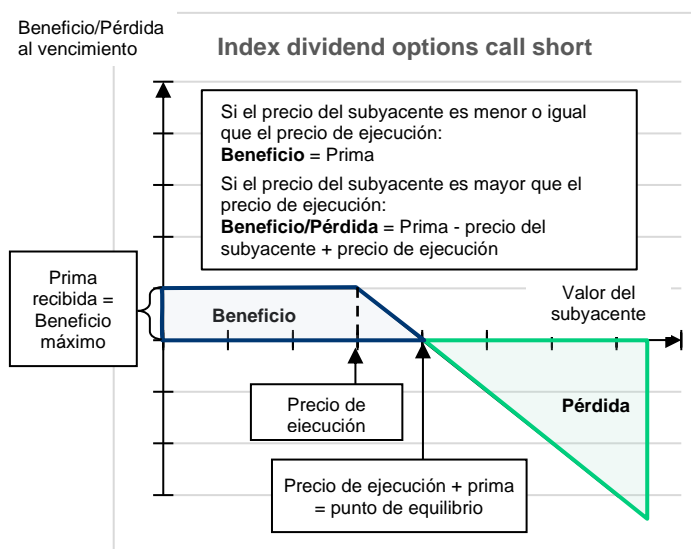 Beneficio/Pérdida
al vencimiento
Index dividend options call short
Si el precio del subyacente es menor o igual
que el precio de ejecución:
Beneficio = Prima
Si el precio del subyacente es mayor que el
precio de ejecución:
Beneficio/Pérdida = Prima - precio del
subyacente + precio de ejecución
Prima
recibida =
Beneficio
máximo
Beneficio
Valor del
subyacente
Precio de
eiecución
Pérdida
Precio de ejecución + prima
= punto de equilibrio